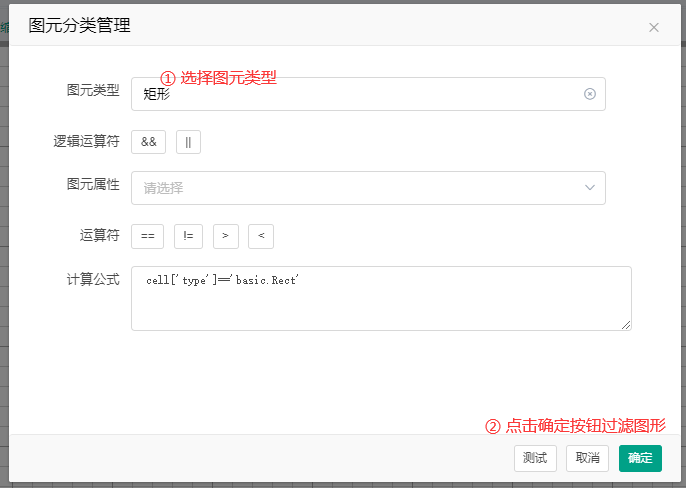 图元分类管理
① 选择图元类型
图元类型
矩形
逻辑运算符
&& ||
图元属性
请选择
运算符
== != > <
计算公式
cell['type']=='basic.Rect'
② 点击确定按钮过滤图形
测试 取消 确定